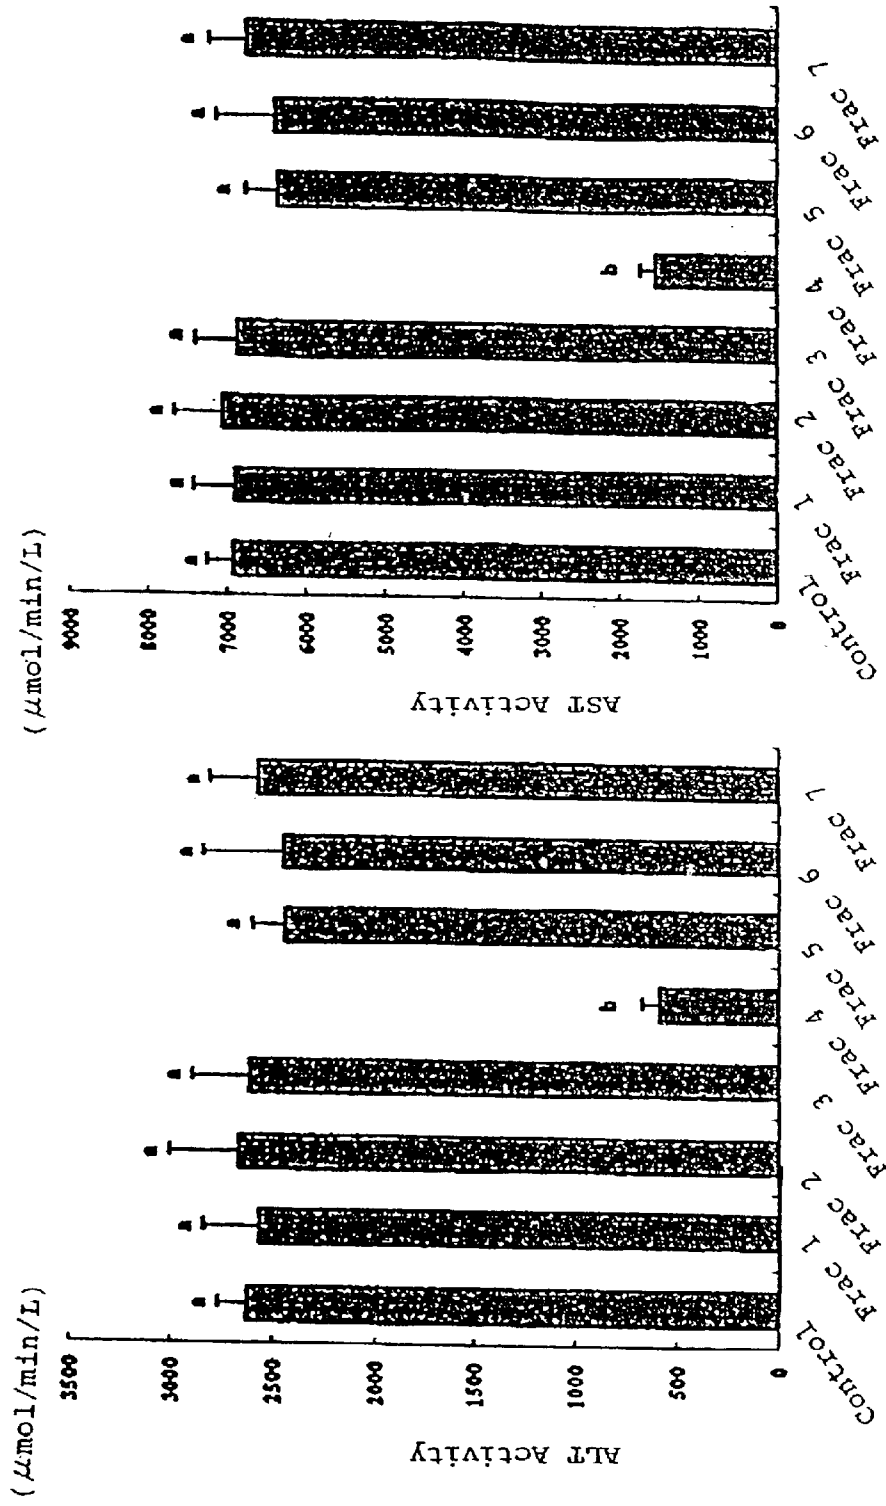 (μmol/min/L)
ALT Activity
3500
3000
2500
2000
1500
1000
500
0
a
a
a
a
b
a
a
a
Control
Frac 1
Frac 2
Frac 3
Frac 4
Frac 5
Frac 6
Frac 7
(μmol/min/L)
AST Activity
9000
8000
7000
6000
5000
4000
3000
2000
1000
0
a
a
a
a
b
a
a
a
Control
Frac 1
Frac 2
Frac 3
Frac 4
Frac 5
Frac 6
Frac 7